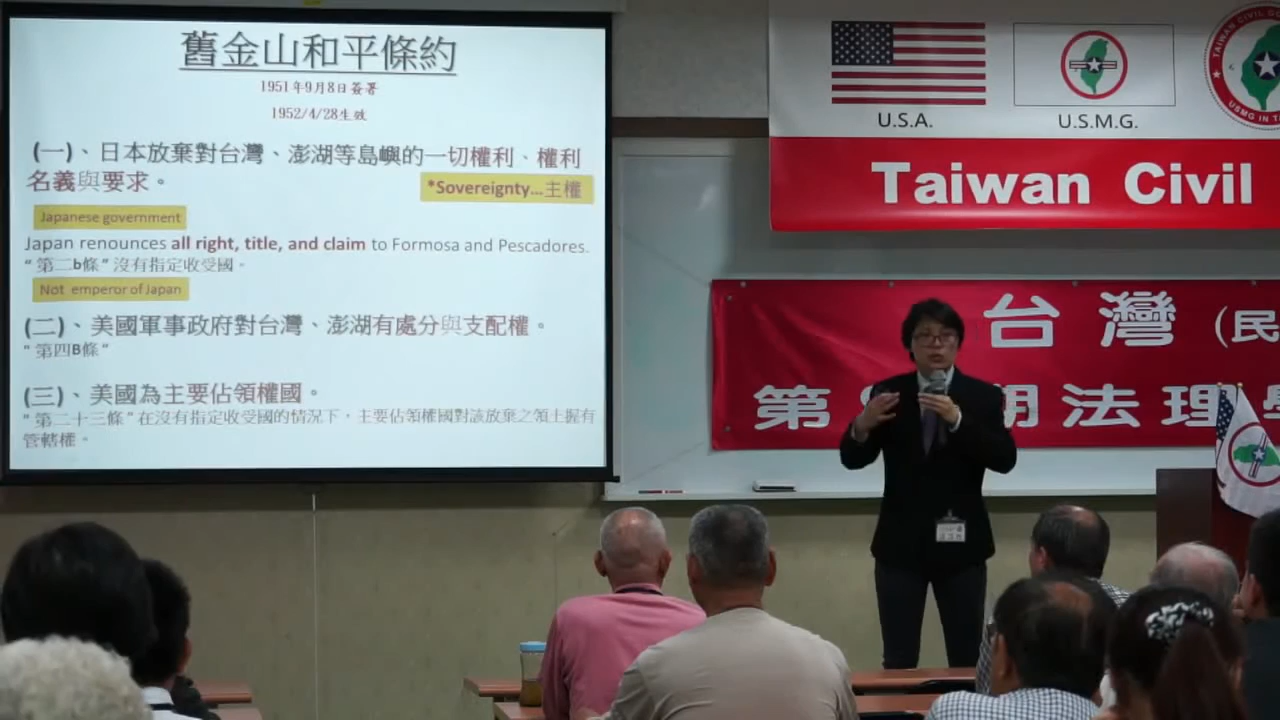 舊金山和平條約
1951年9月8日簽署
1952/4/28生效
(一)、日本放棄對台灣、澎湖等島嶼的一切權利、權利
名義與要求。
*Sovereignty...主權
Japanese government
Japan renounces all right, title, and claim to Formosa and Pescadores.
“ 第二b條 ” 沒有指定收受國。
Not emperor of Japan
(二)、美國軍事政府對台灣、澎湖有處分與支配權。
“ 第四B條 ”
(三)、美國為主要佔領權國。
“ 第二十三條 ” 在沒有指定收受國的情況下，主要佔領權國對該放棄之領土握有
管轄權。
U.S.A.
U.S.M.G.
TAIWAN CIVIL
USMG IN
Taiwan Civil
台灣（民
第 期法理